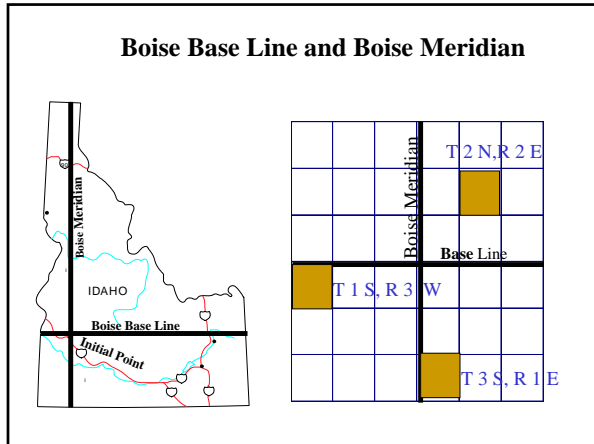 Boise Base Line and Boise Meridian
90
Boise Meridian
IDAHO
Boise Base Line
Initial Point
Boise Meridian
T 2 N,R 2 E
Base Line
T 1 S, R 3 W
T 3 S, R 1 E